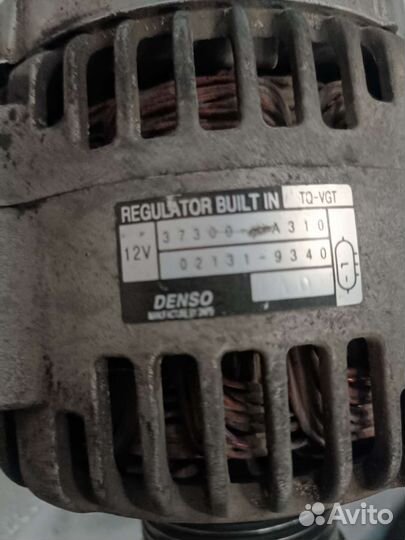 REGULATOR BUILT IN TQ-VGT
12V 37300- A310
02131-9340
DENSO
Avito